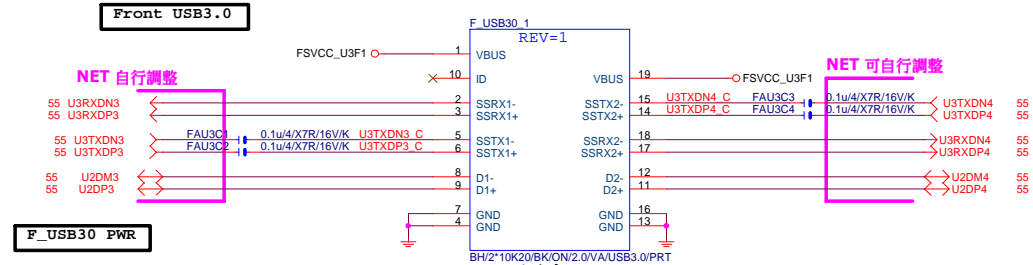 Front USB3.0
F_USB30_1
REV=1
FSVCC_U3F1 1 VBUS
10 ID
VBUS 19 FSVCC_U3F1
NET 自行調整
NET 可自行調整
55 U3RXDN3 2 SSRX1-
55 U3RXDP3 3 SSRX1+
SSTX2- 15 U3TXDN4_C FAU3C3 0.1u/4/X7R/16V/K U3TXDN4 55
SSTX2+ 14 U3TXDP4_C FAU3C4 0.1u/4/X7R/16V/K U3TXDP4 55
55 U3TXDN3 FAU3C1 0.1u/4/X7R/16V/K U3TXDN3_C 5 SSTX1-
55 U3TXDP3 FAU3C2 0.1u/4/X7R/16V/K U3TXDP3_C 6 SSTX1+
SSRX2- 18 U3RXDN4 55
SSRX2+ 17 U3RXDP4 55
55 U2DM3 8 D1-
55 U2DP3 9 D1+
D2- 12 U2DM4 55
D2+ 11 U2DP4 55
7 GND
4 GND
GND 16
GND 13
F_USB30 PWR
BH/2*10K20/BK/ON/2.0/VA/USB3.0/PRT